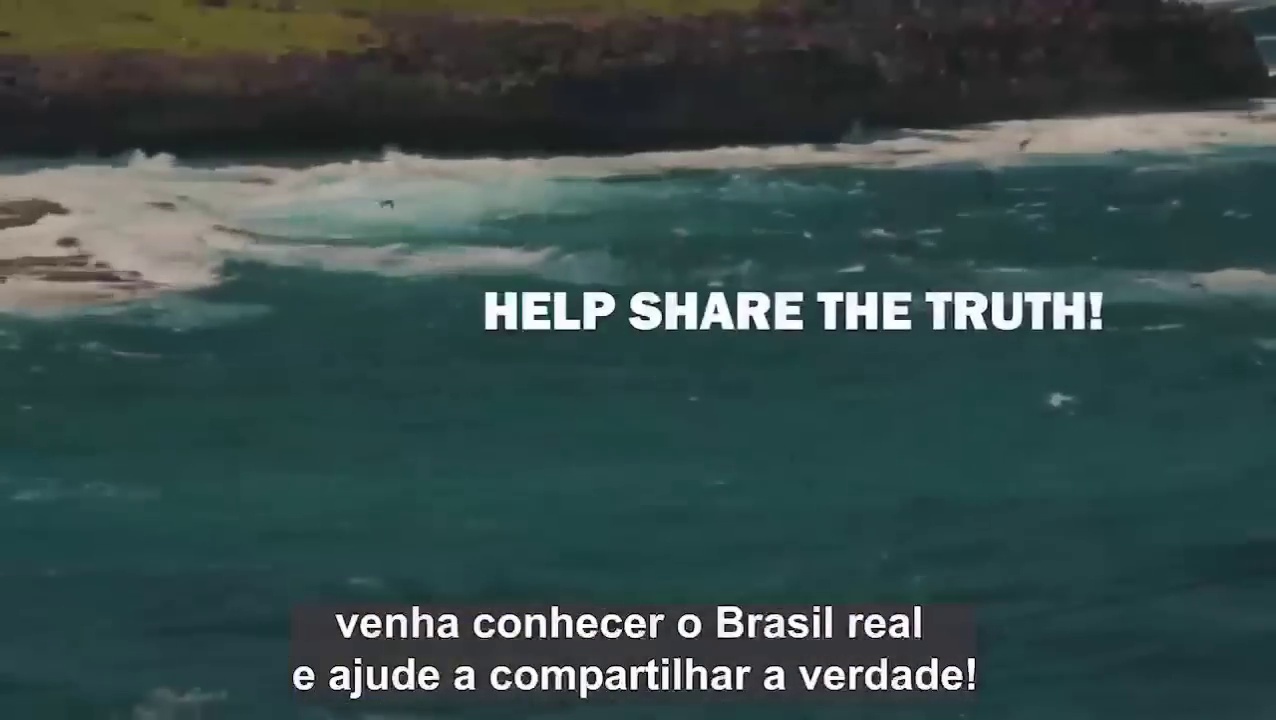 HELP SHARE THE TRUTH!
venha conhecer o Brasil real
e ajude a compartilhar a verdade!